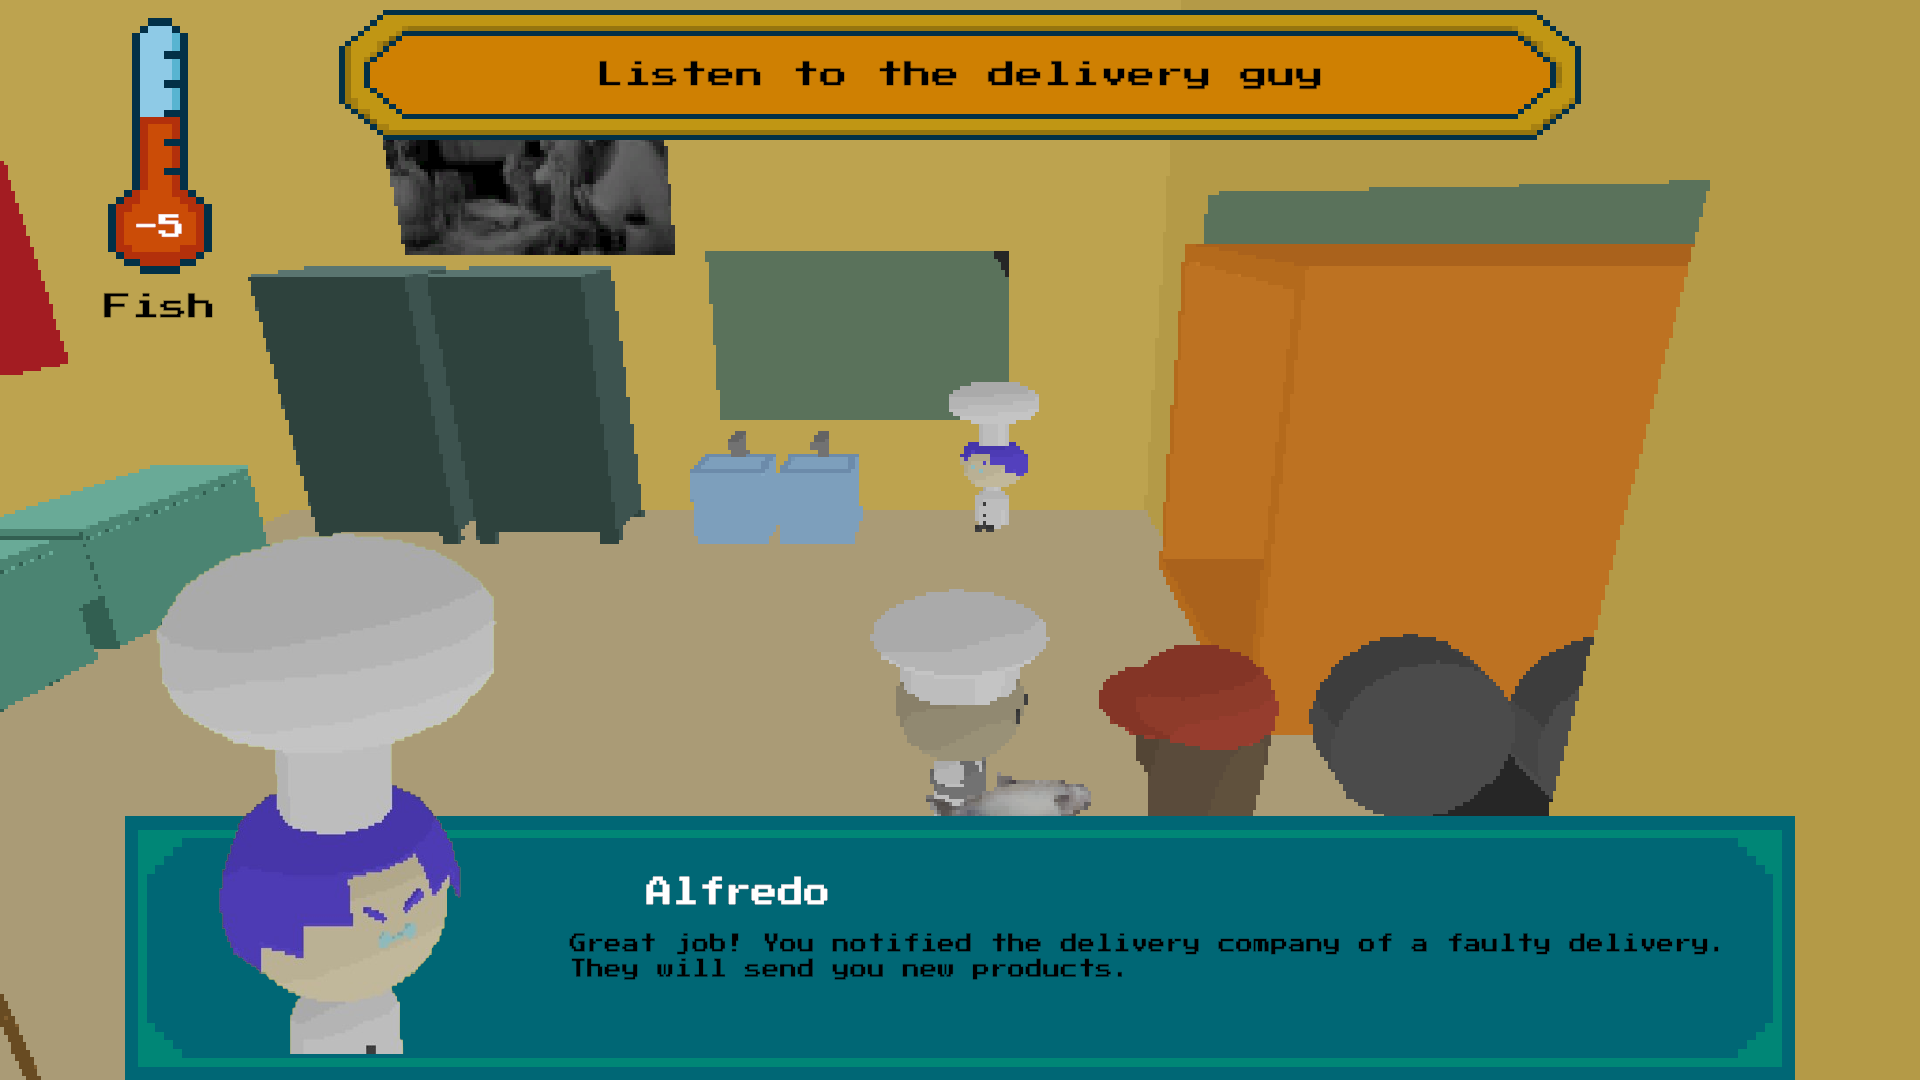 Listen to the delivery guy
-5
Fish
Alfredo
Great job! You notified the delivery company of a faulty delivery.
They will send you new products.